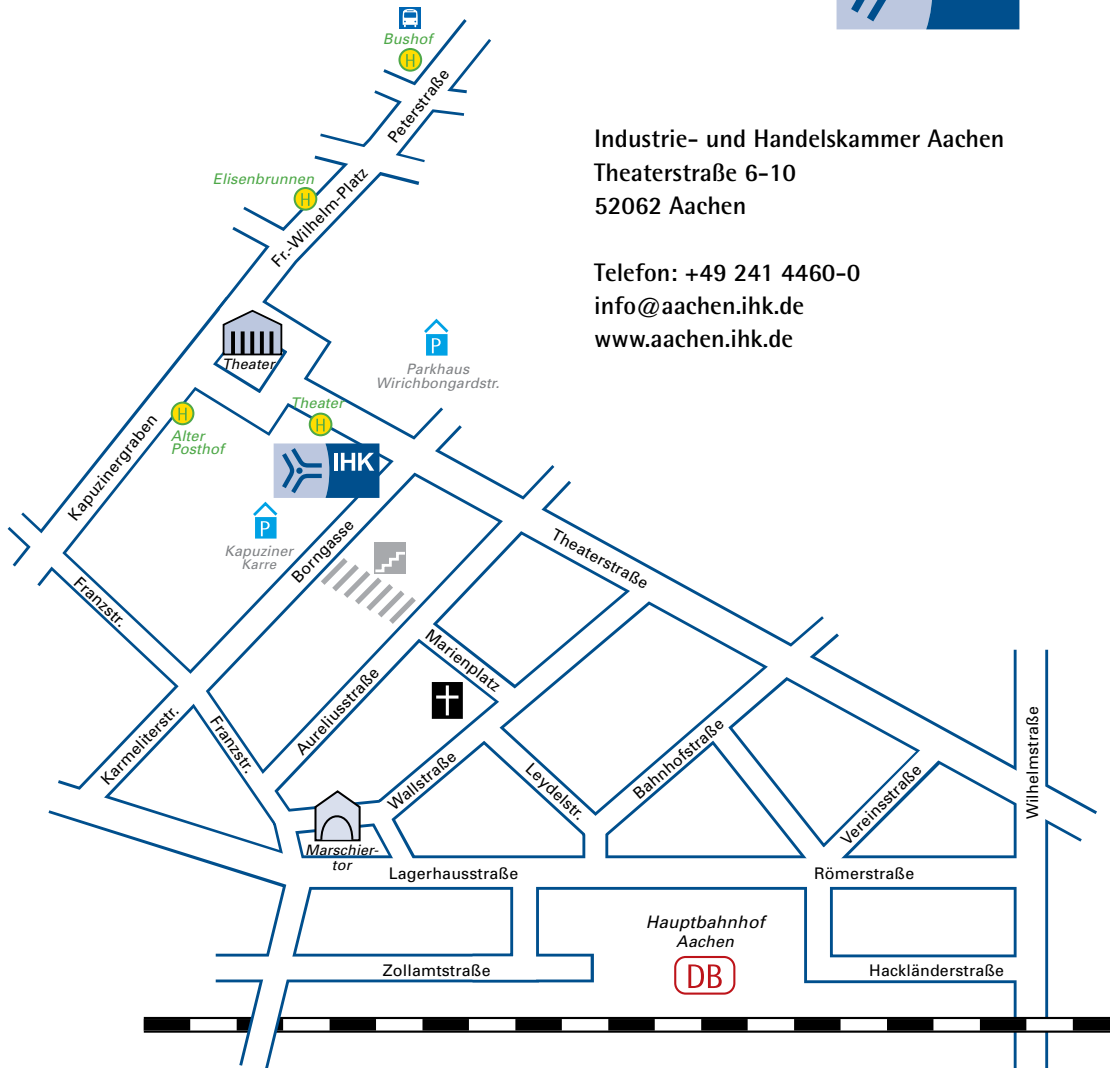 Bushof
H
Peterstraße
Industrie- und Handelskammer Aachen
Theaterstraße 6-10
52062 Aachen
Telefon: +49 241 4460-0
info@aachen.ihk.de
www.aachen.ihk.de
Elisenbrunnen
H
Fr.-Wilhelm-Platz
Theater
P
Parkhaus
Wirichbongardstr.
Theater
H
H
Alter
Posthof
Kapuzinergraben
IHK
P
Kapuziner
Karre
Borngasse
Theaterstraße
Franzstr.
Marienplatz
Aureliusstraße
Karmeliterstr.
Franzstr.
Wallstraße
Leydelstr.
Bahnhofstraße
Vereinsstraße
Wilhelmstraße
Marschier-
tor
Lagerhausstraße
Römerstraße
Hauptbahnhof
Aachen
DB
Zollamtstraße
Hackländerstraße